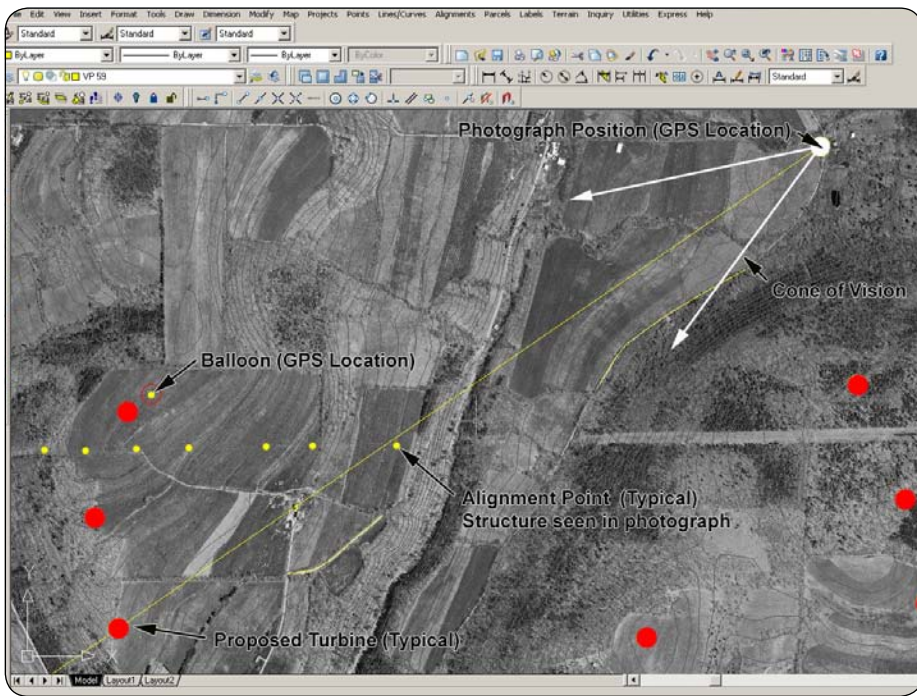 File Edit View Insert Format Tools Draw Dimension Modify Map Projects Points Lines/Curves Alignments Parcels Labels Terrain Inquiry Utilities Express Help
Standard Standard Standard
ByLayer ByLayer ByLayer ByColor
VP 59 Standard
Photograph Position (GPS Location)
Cone of Vision
Balloon (GPS Location)
Alignment Point (Typical)
Structure seen in photograph
Proposed Turbine (Typical)
Y
X
Model Layout1 Layout2